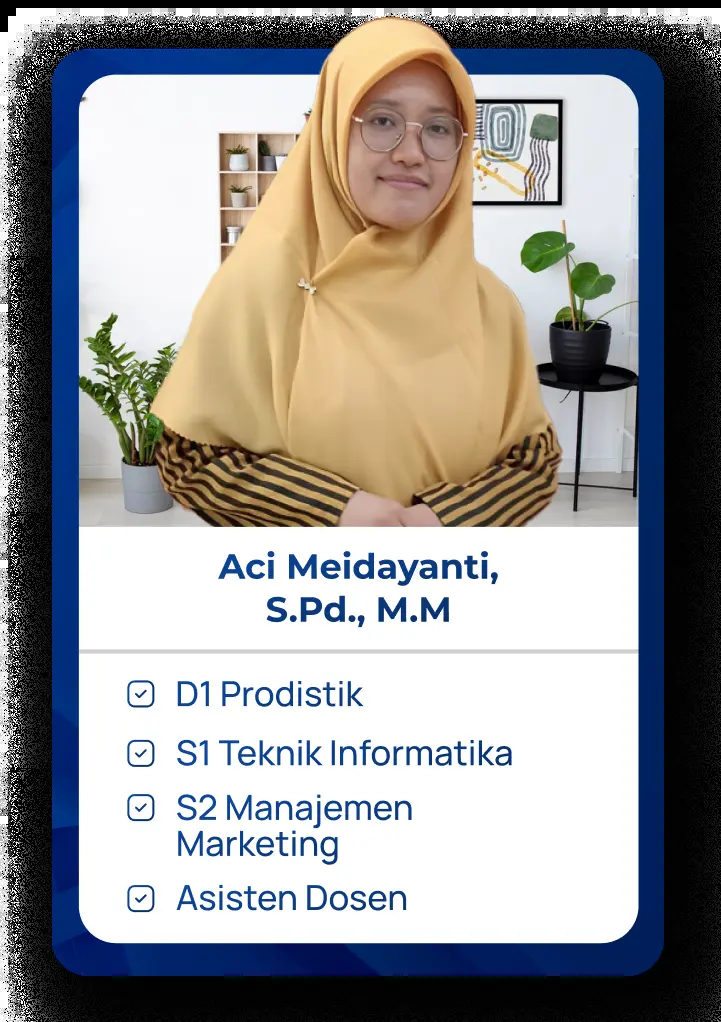 Aci Meidayanti,
S.Pd., M.M
D1 Prodistik
S1 Teknik Informatika
S2 Manajemen
Marketing
Asisten Dosen